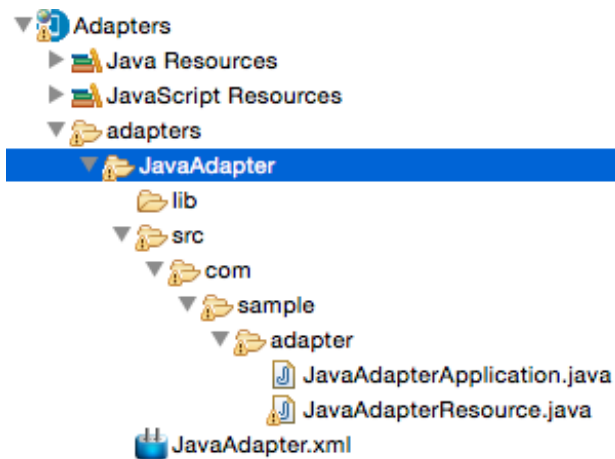 Adapters
Java Resources
JavaScript Resources
adapters
JavaAdapter
lib
src
com
sample
adapter
JavaAdapterApplication.java
JavaAdapterResource.java
JavaAdapter.xml